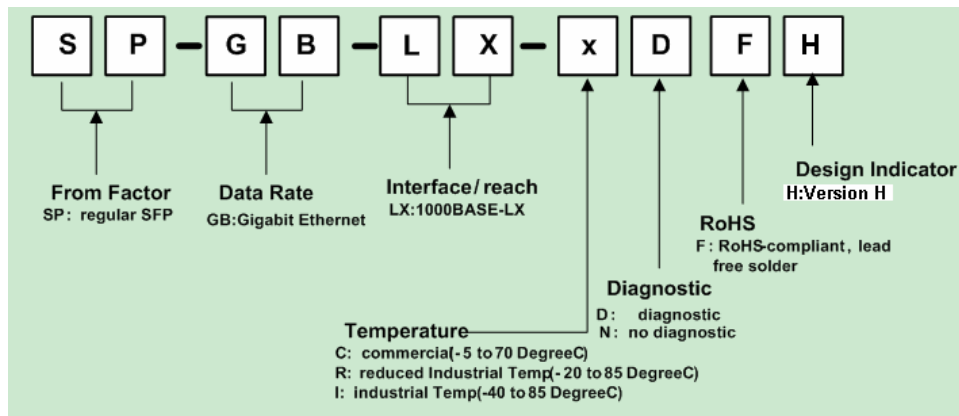 S P - G B - L X - x D F H
Design Indicator
H:Version H
From Factor
SP: regular SFP
Data Rate
GB:Gigabit Ethernet
Interface/reach
LX:1000BASE-LX
RoHS
F: RoHS-compliant, lead
free solder
Diagnostic
D: diagnostic
N: no diagnostic
Temperature
C: commercial(-5 to 70 DegreeC)
R: reduced Industrial Temp(-20 to 85 DegreeC)
I: industrial Temp(-40 to 85 DegreeC)